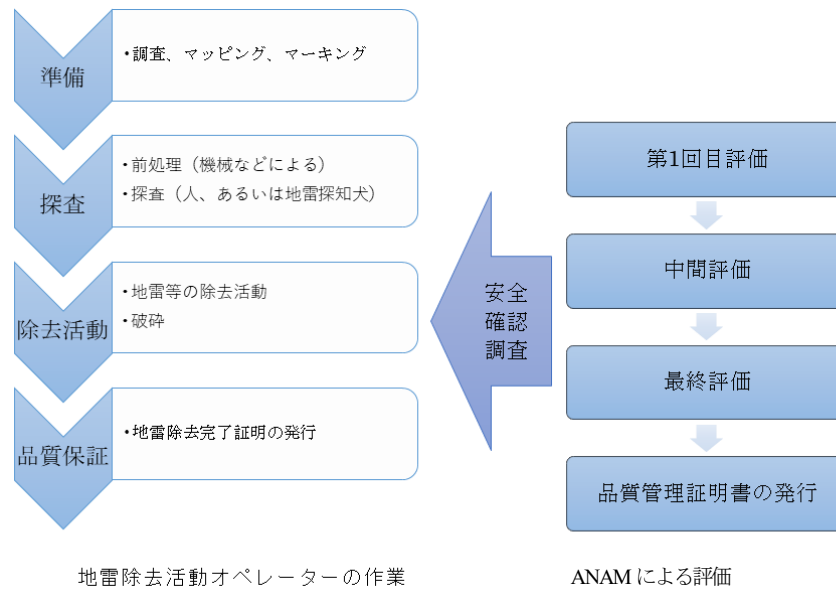 準備
・調査、マッピング、マーキング
探査
・前処理（機械などによる）
・探査（人、あるいは地雷探知犬）
除去活動
・地雷等の除去活動
・破砕
品質保証
・地雷除去完了証明の発行
安全
確認
調査
第1回目評価
中間評価
最終評価
品質管理証明書の発行
地雷除去活動オペレーターの作業
ANAM による評価